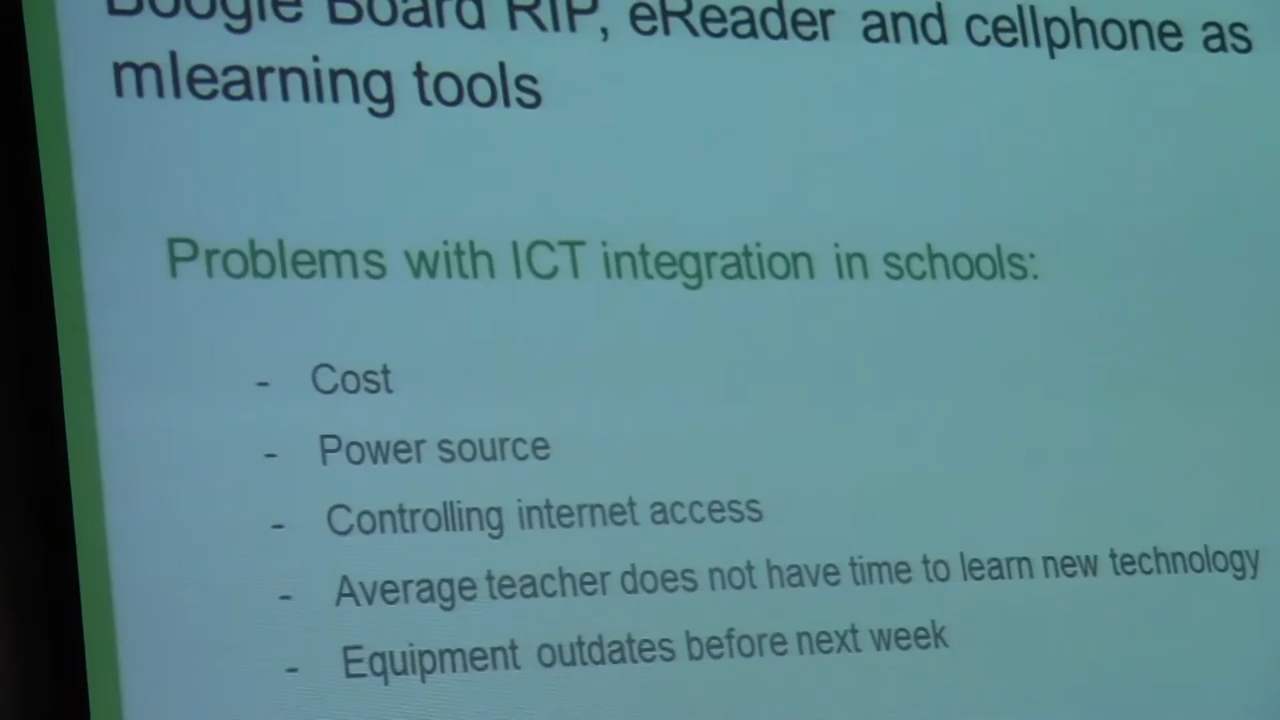 Boogie Board RIP, eReader and cellphone as
mlearning tools
Problems with ICT integration in schools:
- Cost
- Power source
- Controlling internet access
- Average teacher does not have time to learn new technology
- Equipment outdates before next week